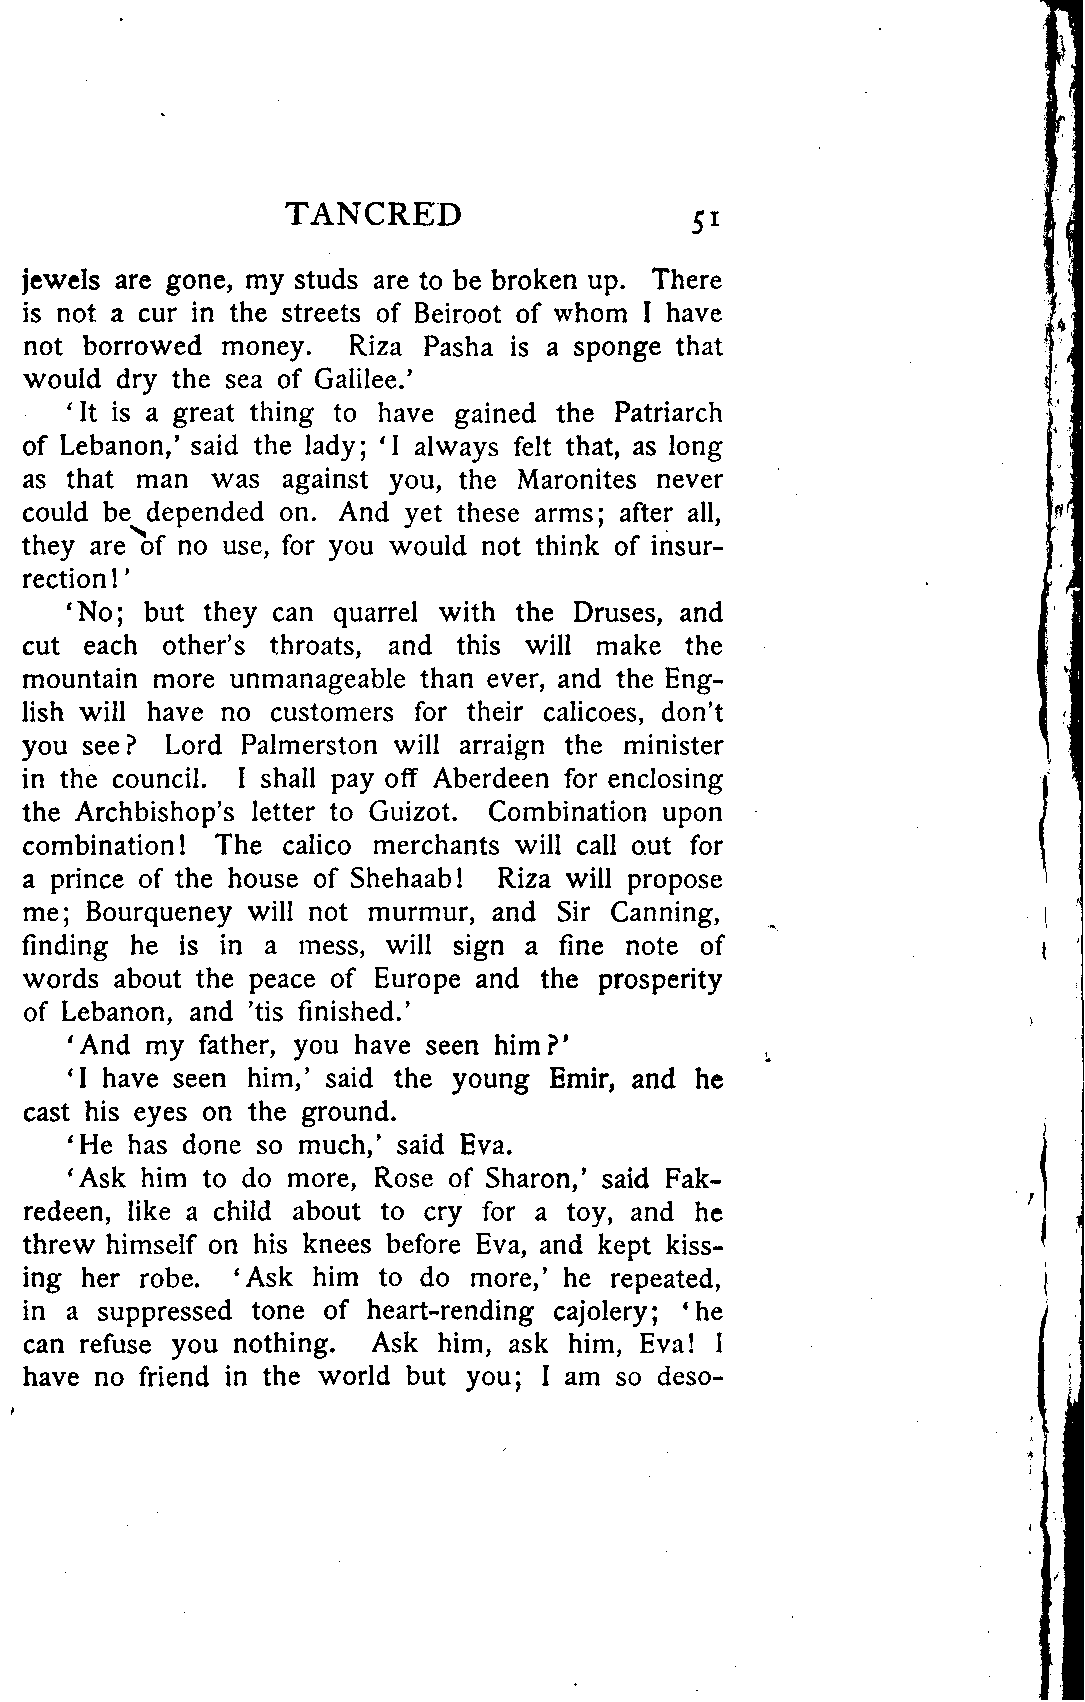 TANCRED 51
jewels are gone, my studs are to be broken up. There
is not a cur in the streets of Beiroot of whom I have
not borrowed money. Riza Pasha is a sponge that
would dry the sea of Galilee.’
‘It is a great thing to have gained the Patriarch
of Lebanon,’ said the lady; ‘I always felt that, as long
as that man was against you, the Maronites never
could be depended on. And yet these arms; after all,
they are of no use, for you would not think of insur-
rection!’
‘No; but they can quarrel with the Druses, and
cut each other’s throats, and this will make the
mountain more unmanageable than ever, and the Eng-
lish will have no customers for their calicoes, don’t
you see? Lord Palmerston will arraign the minister
in the council. I shall pay off Aberdeen for enclosing
the Archbishop’s letter to Guizot. Combination upon
combination! The calico merchants will call out for
a prince of the house of Shehaab! Riza will propose
me; Bourqueney will not murmur, and Sir Canning,
finding he is in a mess, will sign a fine note of
words about the peace of Europe and the prosperity
of Lebanon, and ’tis finished.’
‘And my father, you have seen him?’
‘I have seen him,’ said the young Emir, and he
cast his eyes on the ground.
‘He has done so much,’ said Eva.
‘Ask him to do more, Rose of Sharon,’ said Fak-
redeen, like a child about to cry for a toy, and he
threw himself on his knees before Eva, and kept kiss-
ing her robe. ‘Ask him to do more,’ he repeated,
in a suppressed tone of heart-rending cajolery; ‘he
can refuse you nothing. Ask him, ask him, Eva! I
have no friend in the world but you; I am so deso-